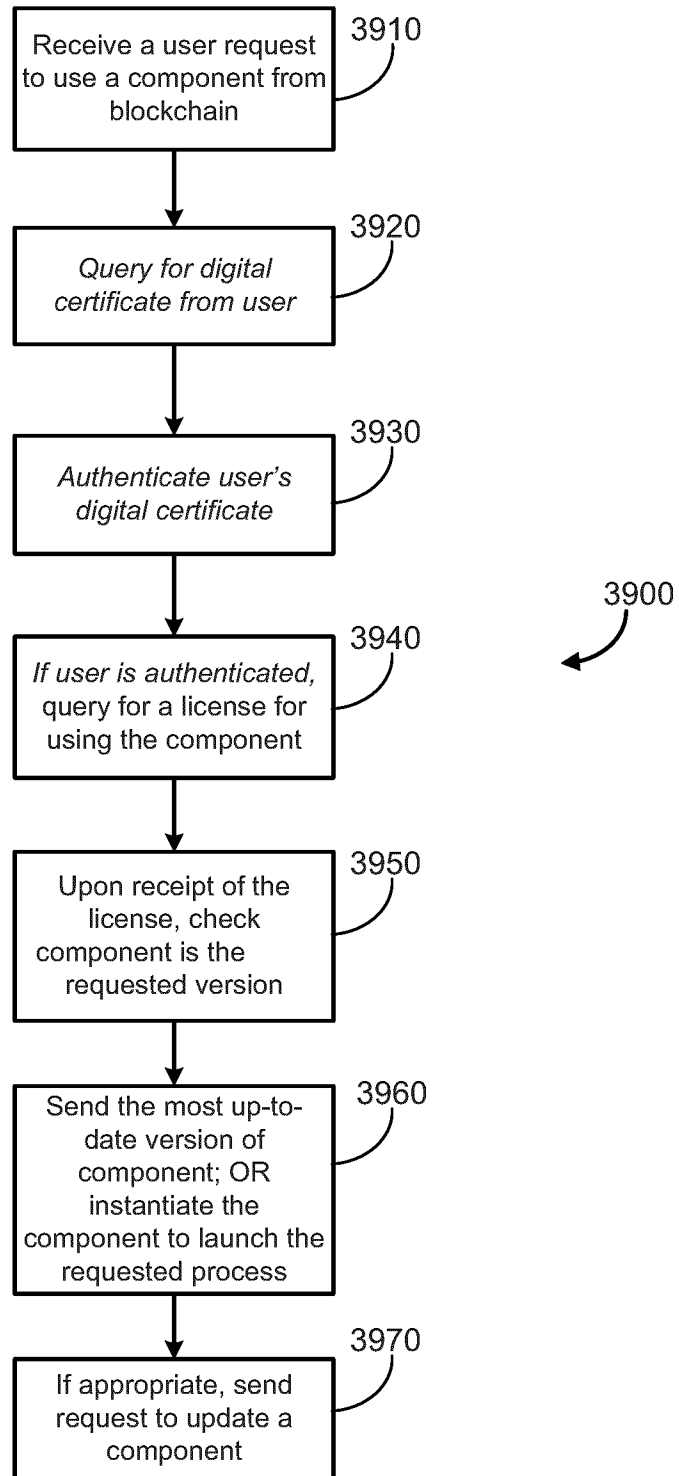 Receive a user request
to use a component from
blockchain
3910
Query for digital
certificate from user
3920
Authenticate user's
digital certificate
3930
If user is authenticated,
query for a license for
using the component
3940
3900
Upon receipt of the
license, check
component is the
requested version
3950
Send the most up-to-
date version of
component; OR
instantiate the
component to launch the
requested process
3960
If appropriate, send
request to update a
component
3970